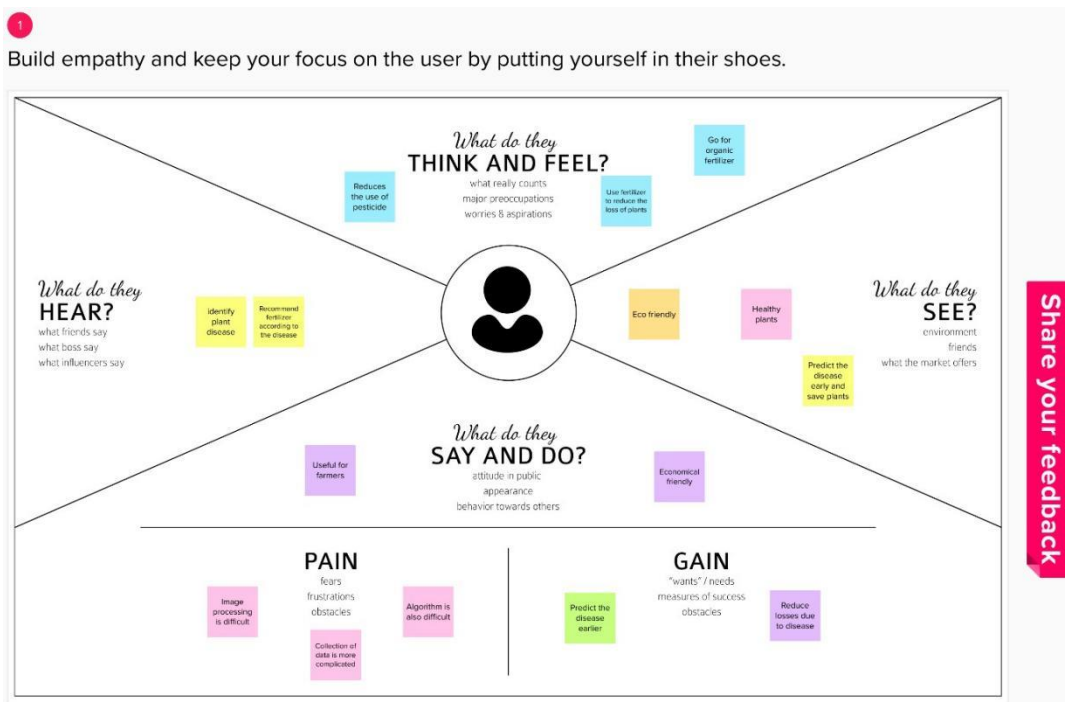 1
Build empathy and keep your focus on the user by putting yourself in their shoes.
What do they
THINK AND FEEL?
what really counts
major preoccupations
worries & aspirations
Reduces
the use of
pesticide
Use fertilizer
to reduce the
loss of plants
Go for
organic
fertilizer
What do they
HEAR?
what friends say
what boss say
what influencers say
identify
plant
disease
Recommend
fertilizer
according to
the disease
Eco friendly
Healthy
plants
Predict the
disease
early and
save plants
What do they
SEE?
environment
friends
what the market offers
What do they
SAY AND DO?
attitude in public
appearance
behavior towards others
Useful for
farmers
Economical
friendly
PAIN
fears
frustrations
obstacles
Image
processing
is difficult
Collection of
data is more
complicated
Algorithm is
also difficult
GAIN
"wants" / needs
measures of success
obstacles
Predict the
disease
earlier
Reduce
losses due
to disease
Share your feedback